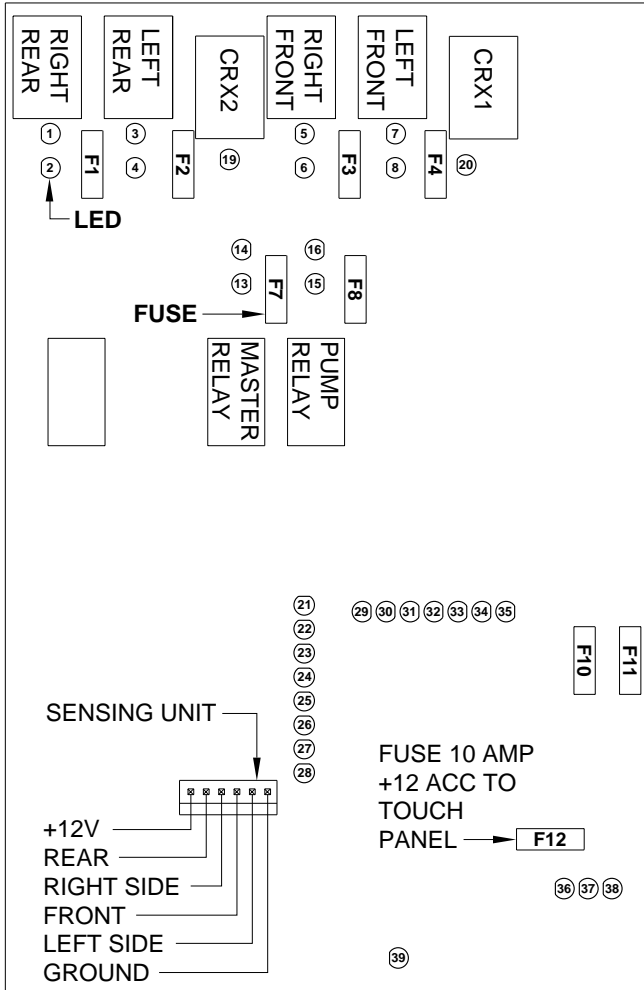 RIGHT REAR
LEFT REAR
CRX2
RIGHT FRONT
LEFT FRONT
CRX1
1
3
5
7
2
F1
4
F2
19
6
F3
8
F4
20
LED
14
16
13
F7
15
F8
FUSE
MASTER RELAY
PUMP RELAY
21
22
23
24
25
26
27
28
29 30 31 32 33 34 35
F10
F11
SENSING UNIT
+12V
REAR
RIGHT SIDE
FRONT
LEFT SIDE
GROUND
FUSE 10 AMP
+12 ACC TO
TOUCH
PANEL
F12
36 37 38
39